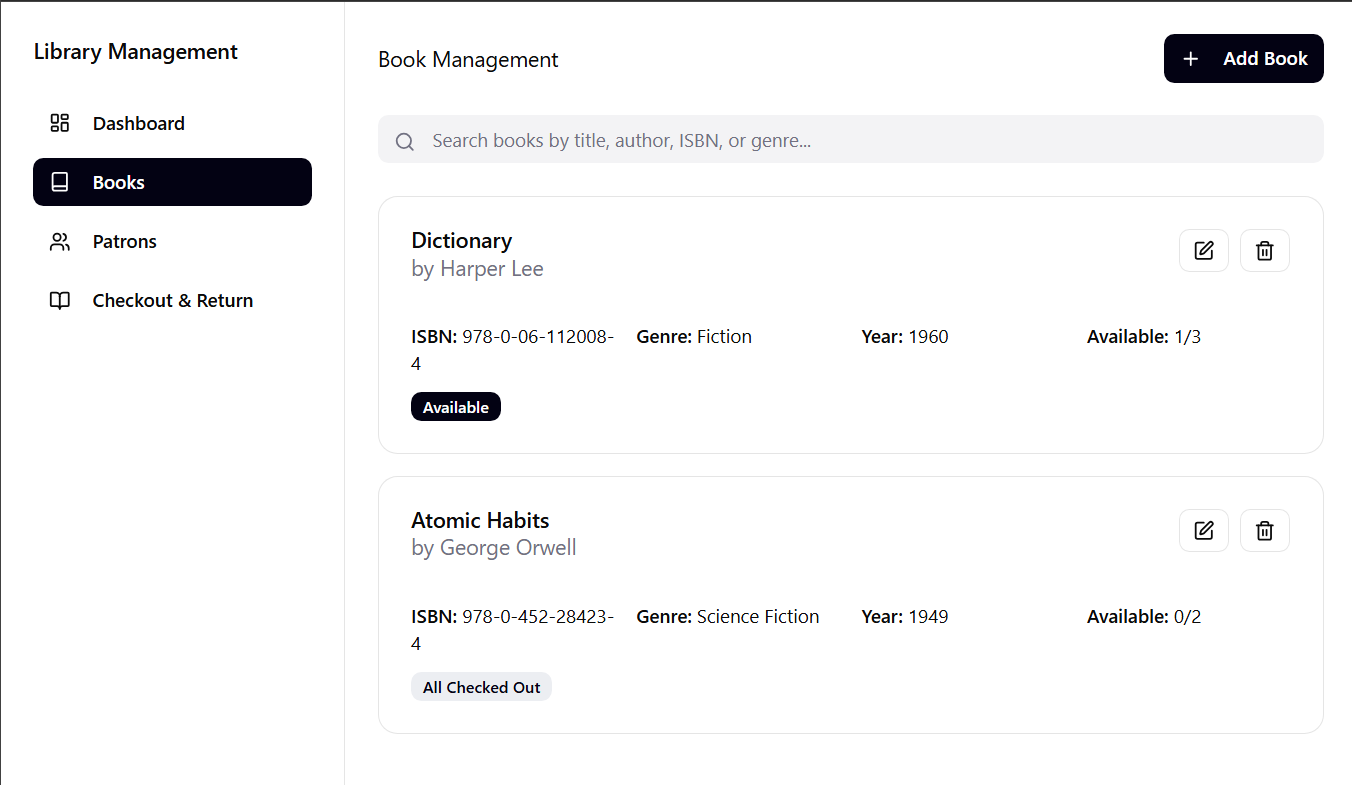 Library Management
Dashboard
Books
Patrons
Checkout & Return
Book Management
Add Book
Search books by title, author, ISBN, or genre...
Dictionary
by Harper Lee
ISBN: 978-0-06-112008-
4
Genre: Fiction
Year: 1960
Available: 1/3
Available
Atomic Habits
by George Orwell
ISBN: 978-0-452-28423-
4
Genre: Science Fiction
Year: 1949
Available: 0/2
All Checked Out